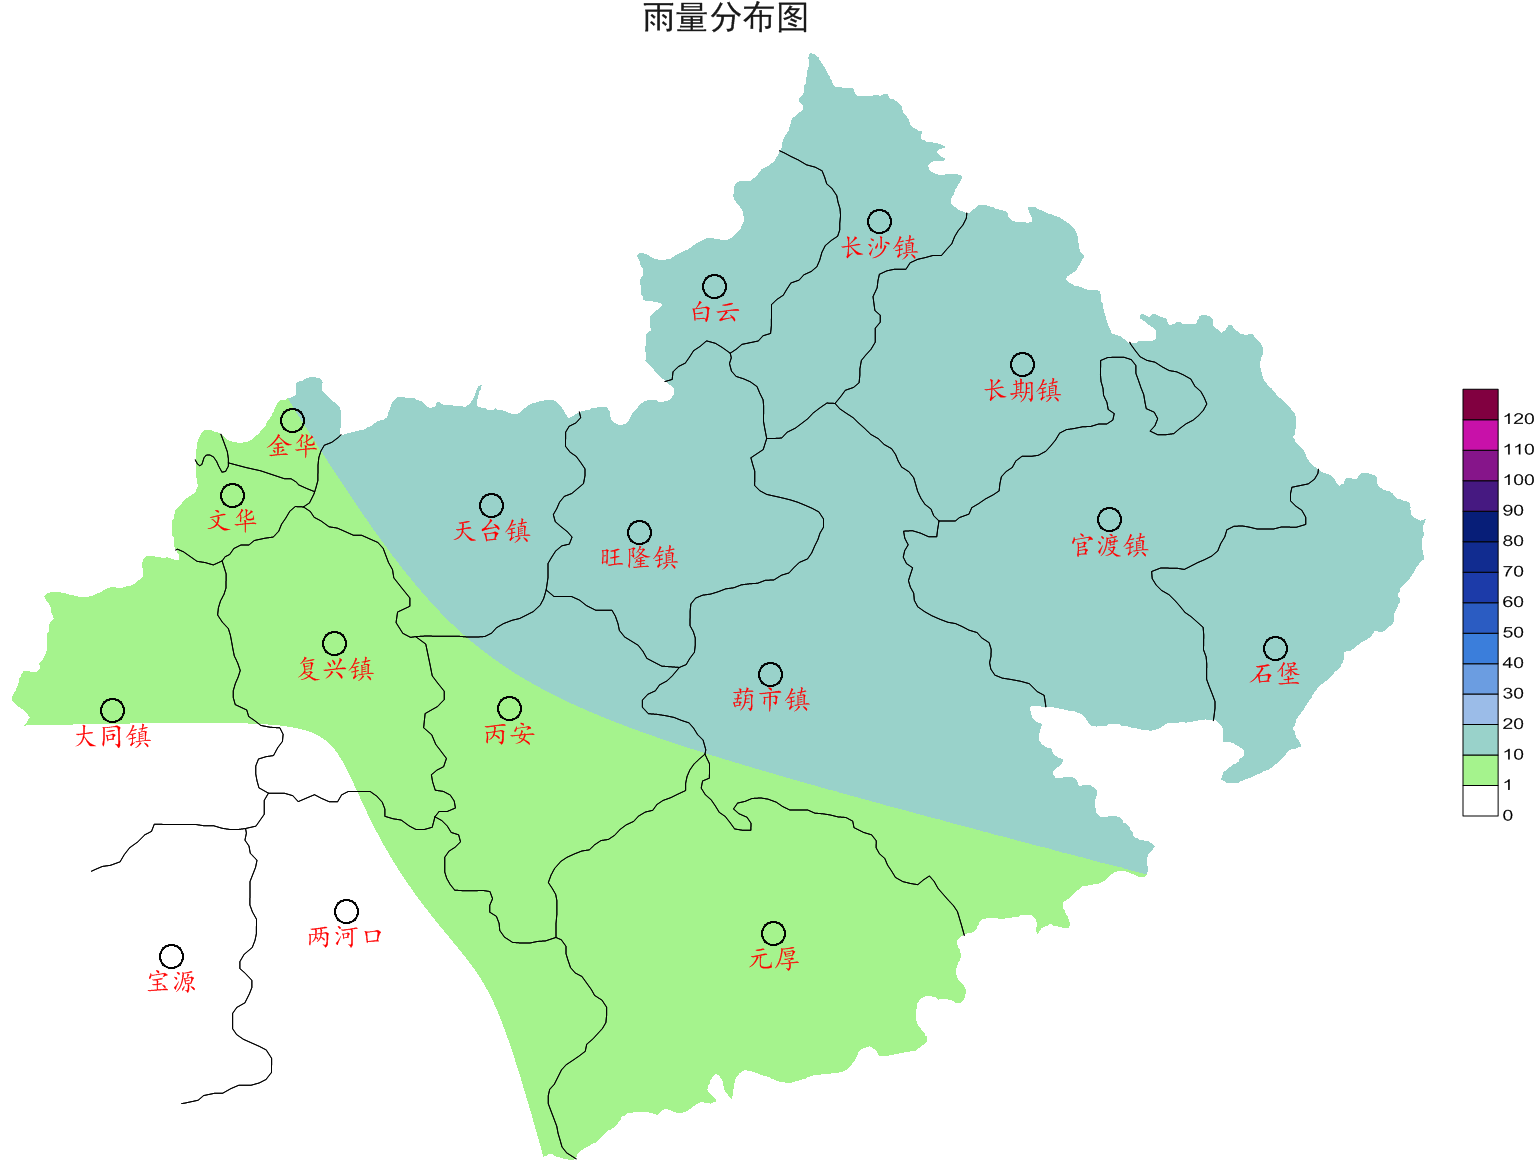 雨量分布图
长沙镇
白云
长期镇
金华
文华
天台镇
旺隆镇
官渡镇
复兴镇
石堡
葫市镇
丙安
大同镇
两河口
元厚
宝源
120
110
100
90
80
70
60
50
40
30
20
10
1
0